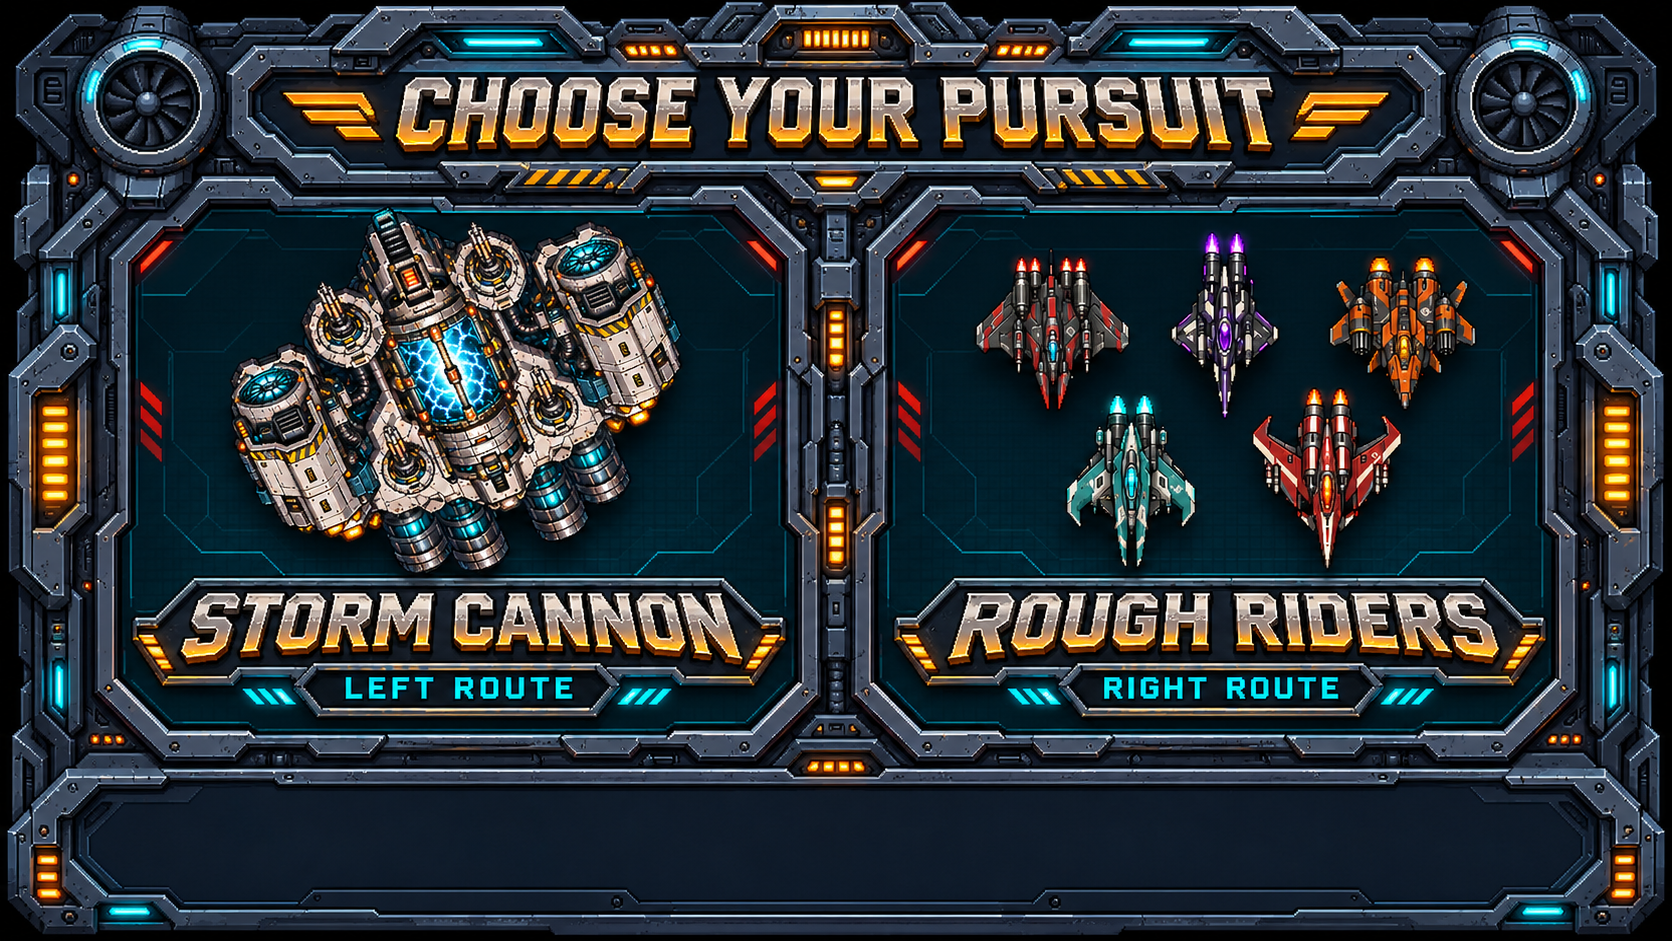 CHOOSE YOUR PURSUIT
STORM CANNON
LEFT ROUTE
ROUGH RIDERS
RIGHT ROUTE